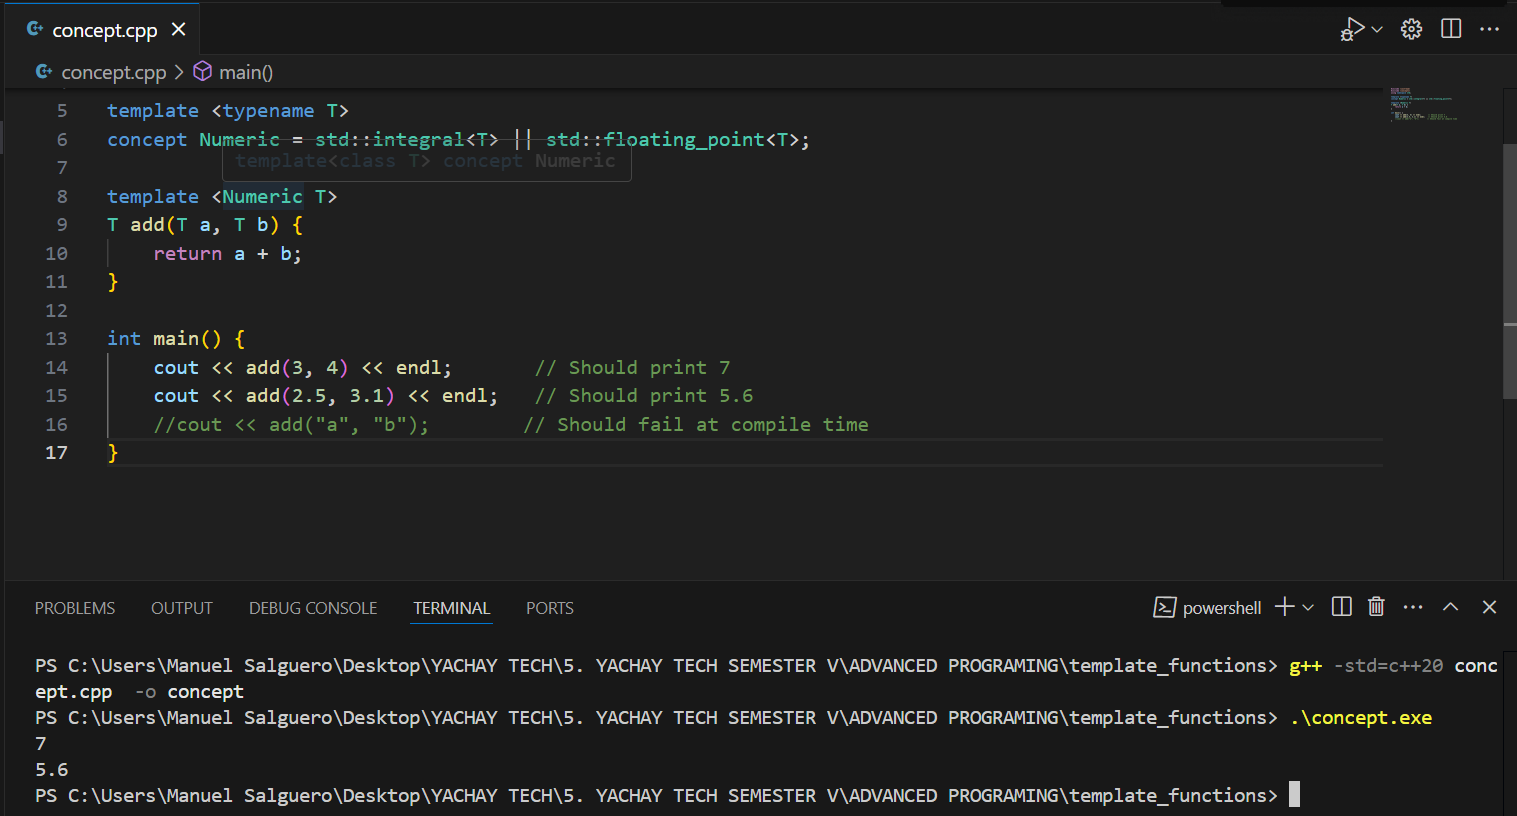 concept.cpp
concept.cpp > main()
5 template <typename T>
6 concept Numeric = std::integral<T> || std::floating_point<T>;
template<class T> concept Numeric
7
8 template <Numeric T>
9 T add(T a, T b) {
10 return a + b;
11 }
12
13 int main() {
14 cout << add(3, 4) << endl; // Should print 7
15 cout << add(2.5, 3.1) << endl; // Should print 5.6
16 //cout << add("a", "b"); // Should fail at compile time
17 }
PROBLEMS OUTPUT DEBUG CONSOLE TERMINAL PORTS powershell
PS C:\Users\Manuel Salguero\Desktop\YACHAY TECH\5. YACHAY TECH SEMESTER V\ADVANCED PROGRAMING\template_functions> g++ -std=c++20 conc
ept.cpp -o concept
PS C:\Users\Manuel Salguero\Desktop\YACHAY TECH\5. YACHAY TECH SEMESTER V\ADVANCED PROGRAMING\template_functions> .\concept.exe
7
5.6
PS C:\Users\Manuel Salguero\Desktop\YACHAY TECH\5. YACHAY TECH SEMESTER V\ADVANCED PROGRAMING\template_functions>